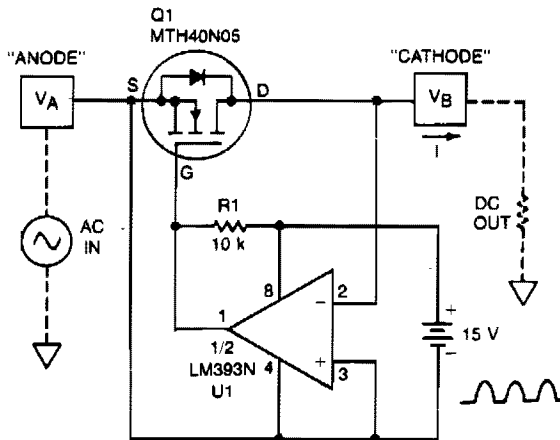 Q1
MTH40N05
"ANODE"
"CATHODE"
VA
S
D
VB
G
I
R1
10 k
AC
IN
DC
OUT
8
2
1
−
+
1/2
LM393N
U1
4
3
+
15 V
−